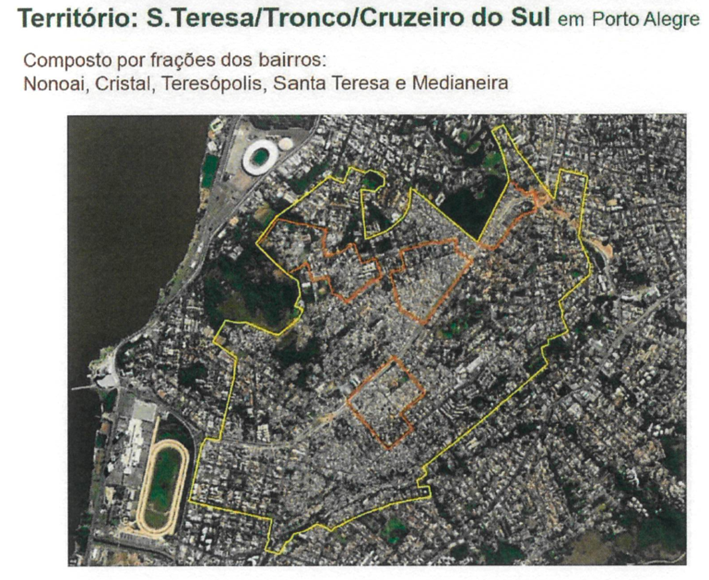 Território: S.Teresa/Tronco/Cruzeiro do Sul em Porto Alegre
Composto por frações dos bairros:
Nonoai, Cristal, Teresópolis, Santa Teresa e Medianeira